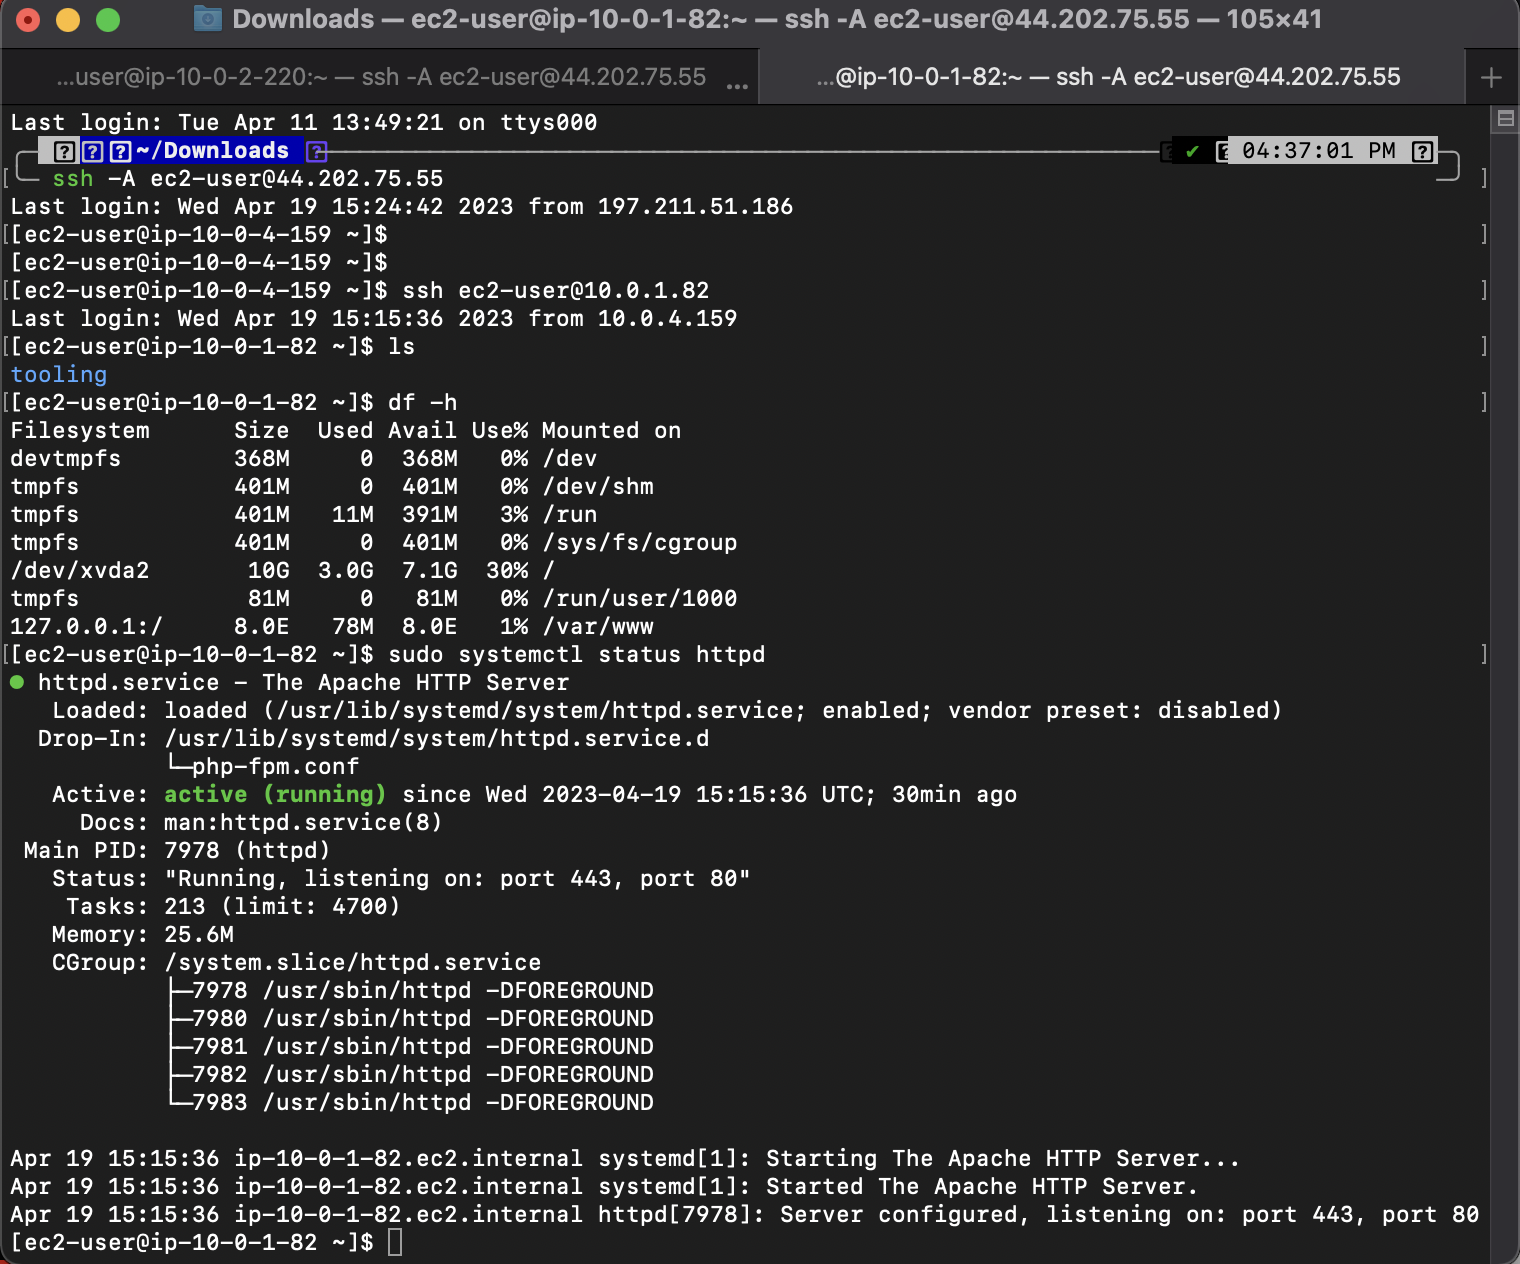 Downloads — ec2-user@ip-10-0-1-82:~ — ssh -A ec2-user@44.202.75.55 — 105×41
...user@ip-10-0-2-220:~ — ssh -A ec2-user@44.202.75.55 ...
...@ip-10-0-1-82:~ — ssh -A ec2-user@44.202.75.55 +
Last login: Tue Apr 11 13:49:21 on ttys000
~/Downloads ✔ 04:37:01 PM
[ ssh -A ec2-user@44.202.75.55 ]
Last login: Wed Apr 19 15:24:42 2023 from 197.211.51.186
[[ec2-user@ip-10-0-4-159 ~]$ ]
[ec2-user@ip-10-0-4-159 ~]$
[[ec2-user@ip-10-0-4-159 ~]$ ssh ec2-user@10.0.1.82 ]
Last login: Wed Apr 19 15:15:36 2023 from 10.0.4.159
[[ec2-user@ip-10-0-1-82 ~]$ ls ]
tooling
[[ec2-user@ip-10-0-1-82 ~]$ df -h ]
Filesystem      Size  Used Avail Use% Mounted on
devtmpfs        368M     0  368M   0% /dev
tmpfs           401M     0  401M   0% /dev/shm
tmpfs           401M   11M  391M   3% /run
tmpfs           401M     0  401M   0% /sys/fs/cgroup
/dev/xvda2       10G  3.0G  7.1G  30% /
tmpfs            81M     0   81M   0% /run/user/1000
127.0.0.1:/     8.0E   78M  8.0E   1% /var/www
[[ec2-user@ip-10-0-1-82 ~]$ sudo systemctl status httpd ]
● httpd.service - The Apache HTTP Server
   Loaded: loaded (/usr/lib/systemd/system/httpd.service; enabled; vendor preset: disabled)
  Drop-In: /usr/lib/systemd/system/httpd.service.d
           └─php-fpm.conf
   Active: active (running) since Wed 2023-04-19 15:15:36 UTC; 30min ago
     Docs: man:httpd.service(8)
 Main PID: 7978 (httpd)
   Status: "Running, listening on: port 443, port 80"
    Tasks: 213 (limit: 4700)
   Memory: 25.6M
   CGroup: /system.slice/httpd.service
           ├─7978 /usr/sbin/httpd -DFOREGROUND
           ├─7980 /usr/sbin/httpd -DFOREGROUND
           ├─7981 /usr/sbin/httpd -DFOREGROUND
           ├─7982 /usr/sbin/httpd -DFOREGROUND
           └─7983 /usr/sbin/httpd -DFOREGROUND
Apr 19 15:15:36 ip-10-0-1-82.ec2.internal systemd[1]: Starting The Apache HTTP Server...
Apr 19 15:15:36 ip-10-0-1-82.ec2.internal systemd[1]: Started The Apache HTTP Server.
Apr 19 15:15:36 ip-10-0-1-82.ec2.internal httpd[7978]: Server configured, listening on: port 443, port 80
[ec2-user@ip-10-0-1-82 ~]$